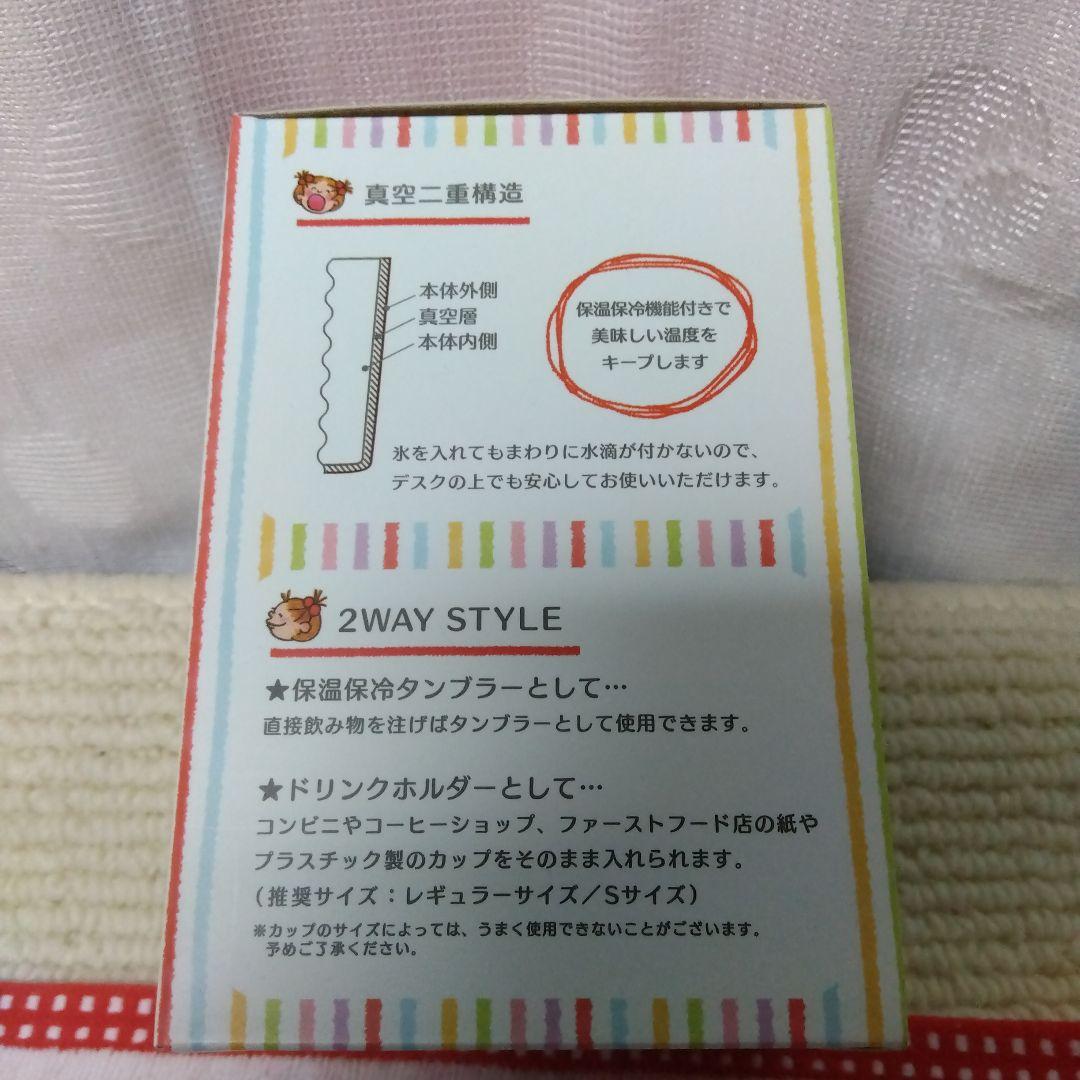 真空二重構造
本体外側
真空層
本体内側
保温保冷機能付きで
美味しい温度を
キープします
氷を入れてもまわりに水滴が付かないので、
デスクの上でも安心してお使いいただけます。
2WAY STYLE
★保温保冷タンブラーとして…
直接飲み物を注げばタンブラーとして使用できます。
★ドリンクホルダーとして…
コンビニやコーヒーショップ、ファーストフード店の紙や
プラスチック製のカップをそのまま入れられます。
（推奨サイズ：レギュラーサイズ／Sサイズ）
※カップのサイズによっては、うまく使用できないことがございます。
予めご了承ください。